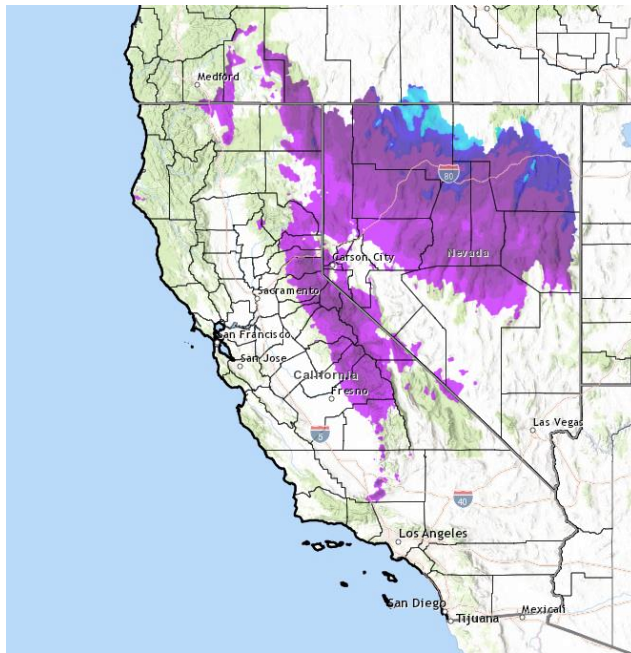 Medford
80
Nevada
Carson City
Sacramento
San Francisco
San Jose
California
Fresno
5
Las Vegas
40
Los Angeles
San Diego
Tijuana
Mexicali